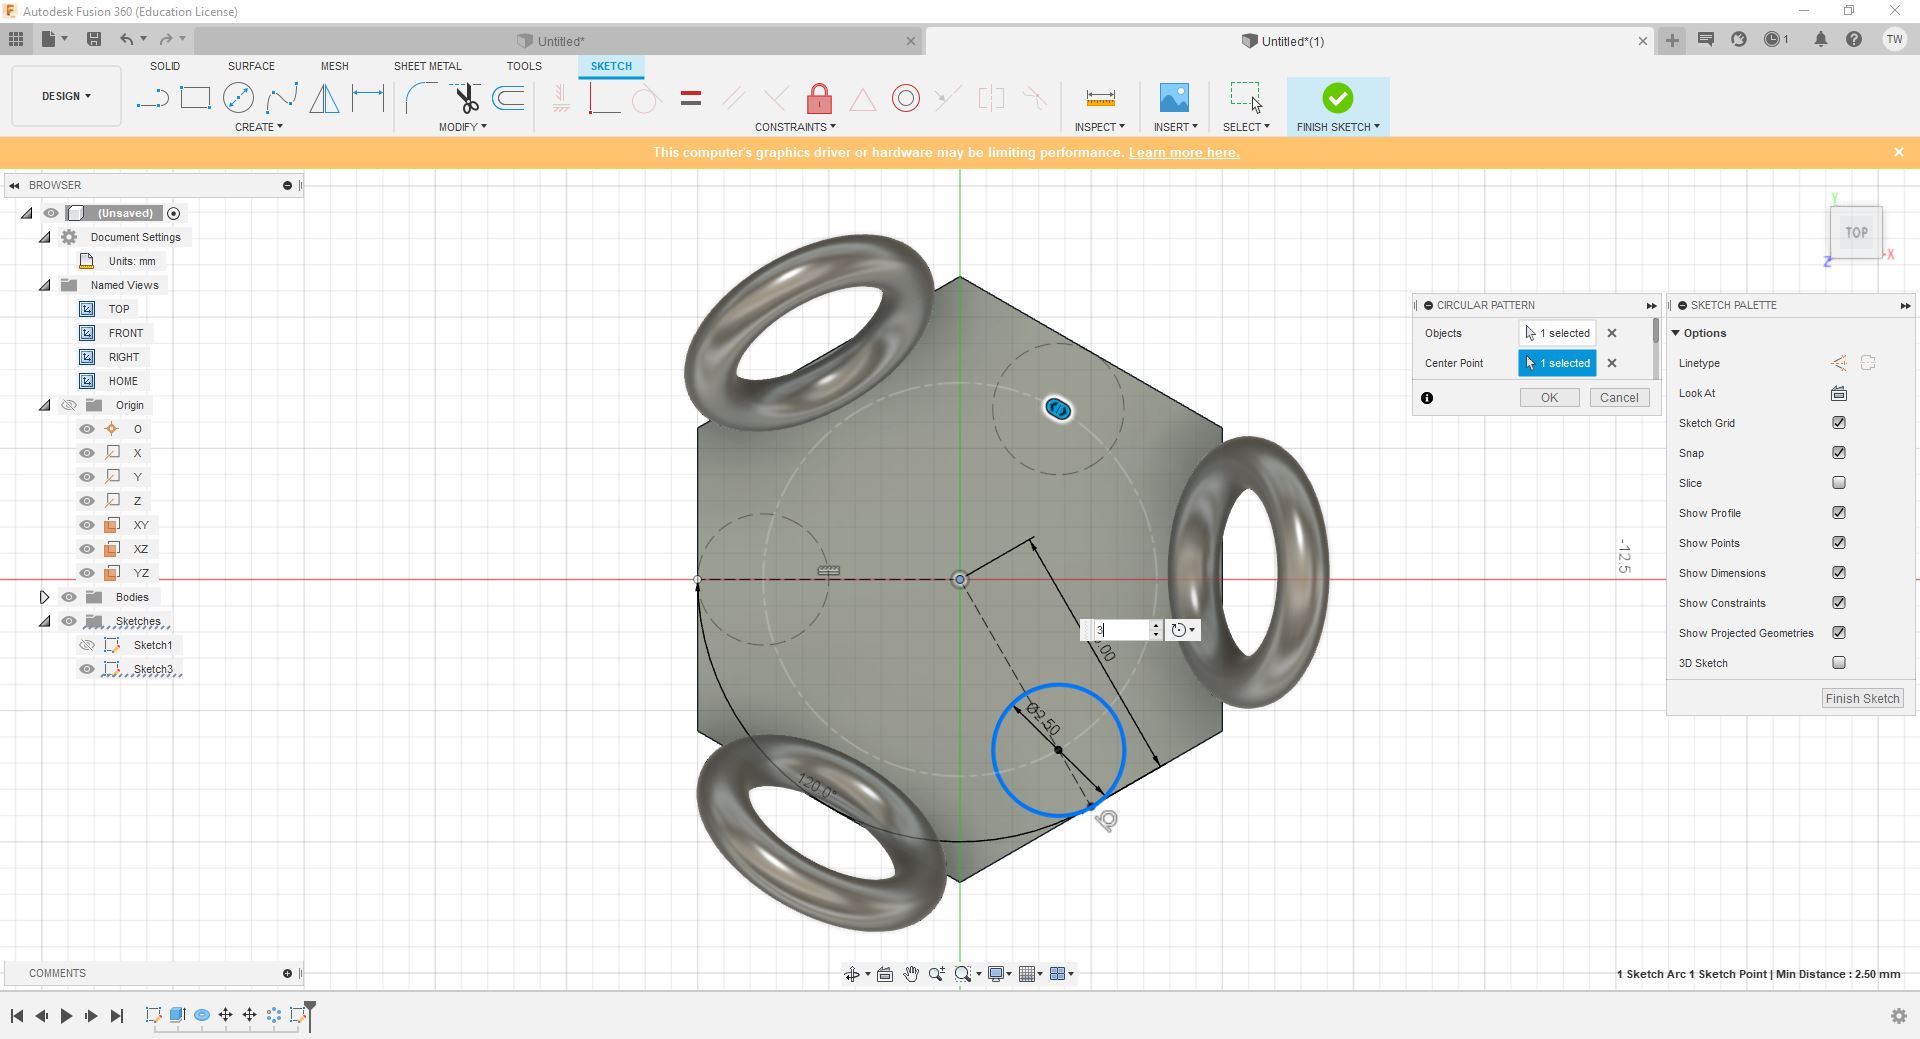 Autodesk Fusion 360 (Education License)
Untitled*
Untitled*(1)
1
TW
DESIGN
SOLID
SURFACE
MESH
SHEET METAL
TOOLS
SKETCH
CREATE
MODIFY
CONSTRAINTS
INSPECT
INSERT
SELECT
FINISH SKETCH
This computer's graphics driver or hardware may be limiting performance. Learn more here.
BROWSER
(Unsaved)
Document Settings
Units: mm
Named Views
TOP
FRONT
RIGHT
HOME
Origin
O
X
Y
Z
XY
XZ
YZ
Bodies
Sketches
Sketch1
Sketch3
Y
TOP
X
Z
CIRCULAR PATTERN
Objects
1 selected
Center Point
1 selected
OK
Cancel
SKETCH PALETTE
Options
Linetype
Look At
Sketch Grid
Snap
Slice
Show Profile
Show Points
Show Dimensions
Show Constraints
Show Projected Geometries
3D Sketch
Finish Sketch
-12.5
3
.00
Ø2.50
120.0°
COMMENTS
1 Sketch Arc 1 Sketch Point | Min Distance : 2.50 mm